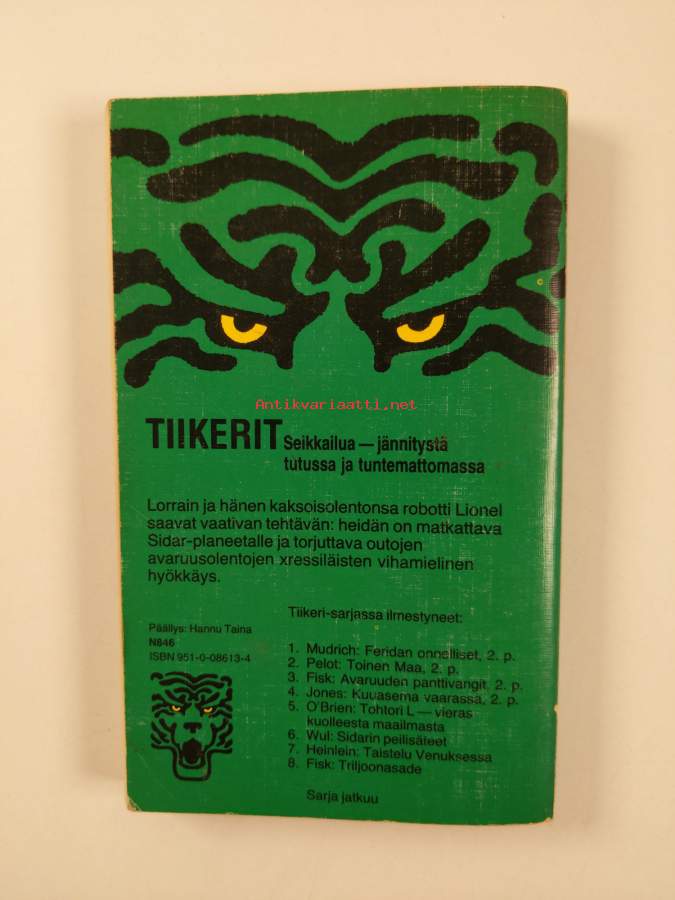 Antikvariaatti.net
TIIKERIT Seikkailua — jännitystä
tutussa ja tuntemattomassa
Lorrain ja hänen kaksoisolentonsa robotti Lionel
saavat vaativan tehtävän: heidän on matkattava
Sidar-planeetalle ja torjuttava outojen
avaruusolentojen xressiläisten vihamielinen
hyökkäys.
Päällys: Hannu Taina
N846
ISBN 951-0-08613-4
Tiikeri-sarjassa ilmestyneet:
1. Mudrich: Feridan onnelliset, 2. p.
2. Pelot: Toinen Maa, 2. p.
3. Fisk: Avaruuden panttivangit, 2. p.
4. Jones: Kuuasema vaarassa, 2. p.
5. O'Brien: Tohtori L — vieras
kuolleesta maailmasta
6. Wul: Sidarin peilisäteet
7. Heinlein: Taistelu Venuksessa
8. Fisk: Triljoonasade
Sarja jatkuu